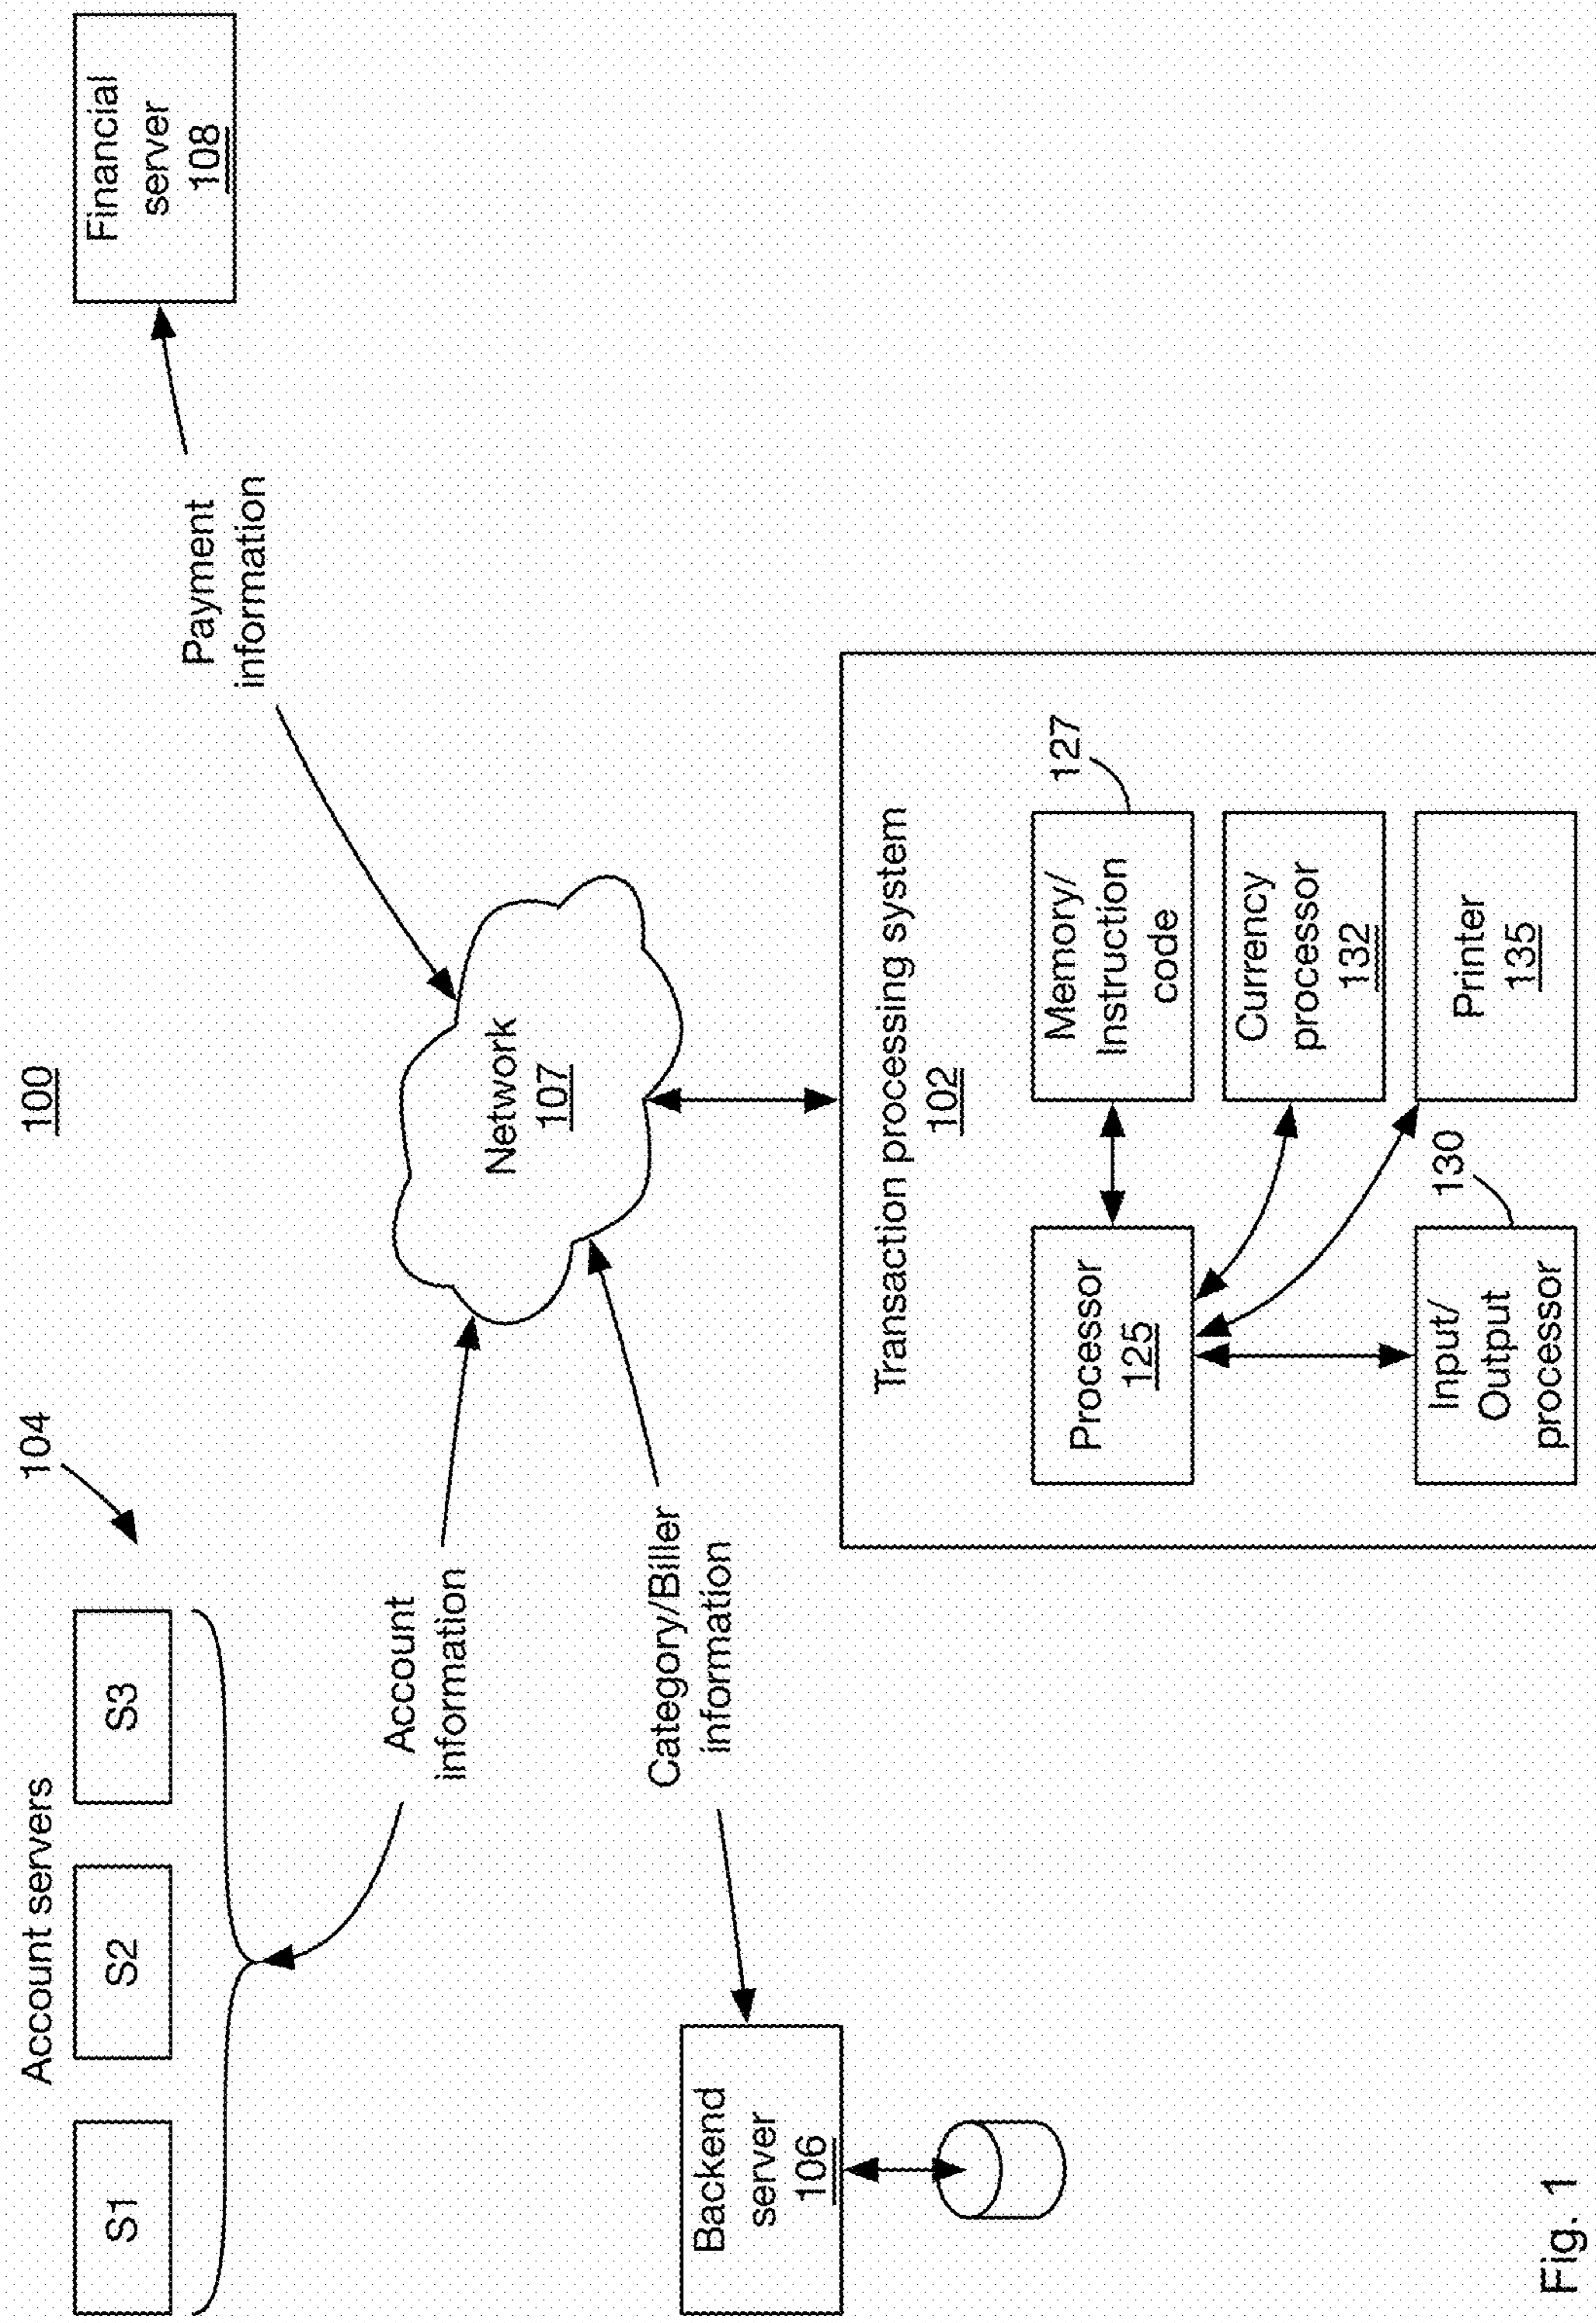 100
Account servers
104
S1
S2
S3
Financial
server
108
Payment
information
Account
information
Network
107
Category/Biller
information
Backend
server
106
Transaction processing system
102
Processor
125
Memory/
Instruction
code
127
Currency
processor
132
Input/
Output
processor
130
Printer
135
Fig. 1